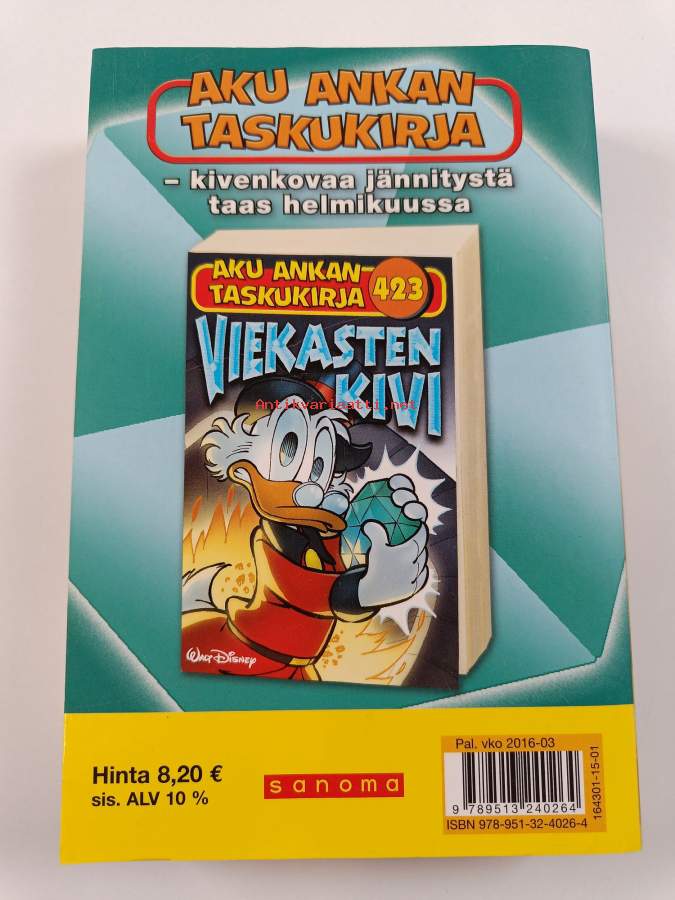 AKU ANKAN
TASKUKIRJA
– kivenkovaa jännitystä
taas helmikuussa
AKU ANKAN
TASKUKIRJA 423
VIEKASTEN
KIVI
Antikvariaatti.net
Walt Disney
Hinta 8,20 €
sis. ALV 10 %
sanoma
Pal. vko 2016-03
9 789513 240264
ISBN 978-951-32-4026-4
164301-15-01